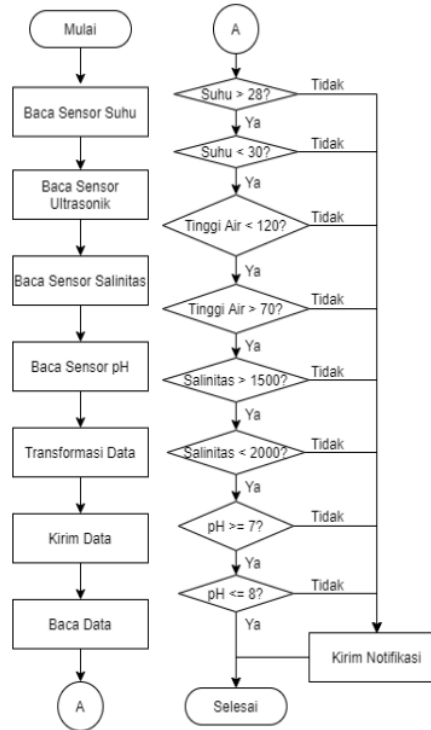 Mulai
Baca Sensor Suhu
Baca Sensor
Ultrasonik
Baca Sensor Salinitas
Baca Sensor pH
Transformasi Data
Kirim Data
Baca Data
A
A
Suhu > 28?
Tidak
Ya
Suhu < 30?
Tidak
Ya
Tinggi Air < 120?
Tidak
Ya
Tinggi Air > 70?
Tidak
Ya
Salinitas > 1500?
Tidak
Ya
Salinitas < 2000?
Tidak
Ya
pH >= 7?
Tidak
Ya
pH <= 8?
Tidak
Ya
Kirim Notifikasi
Selesai